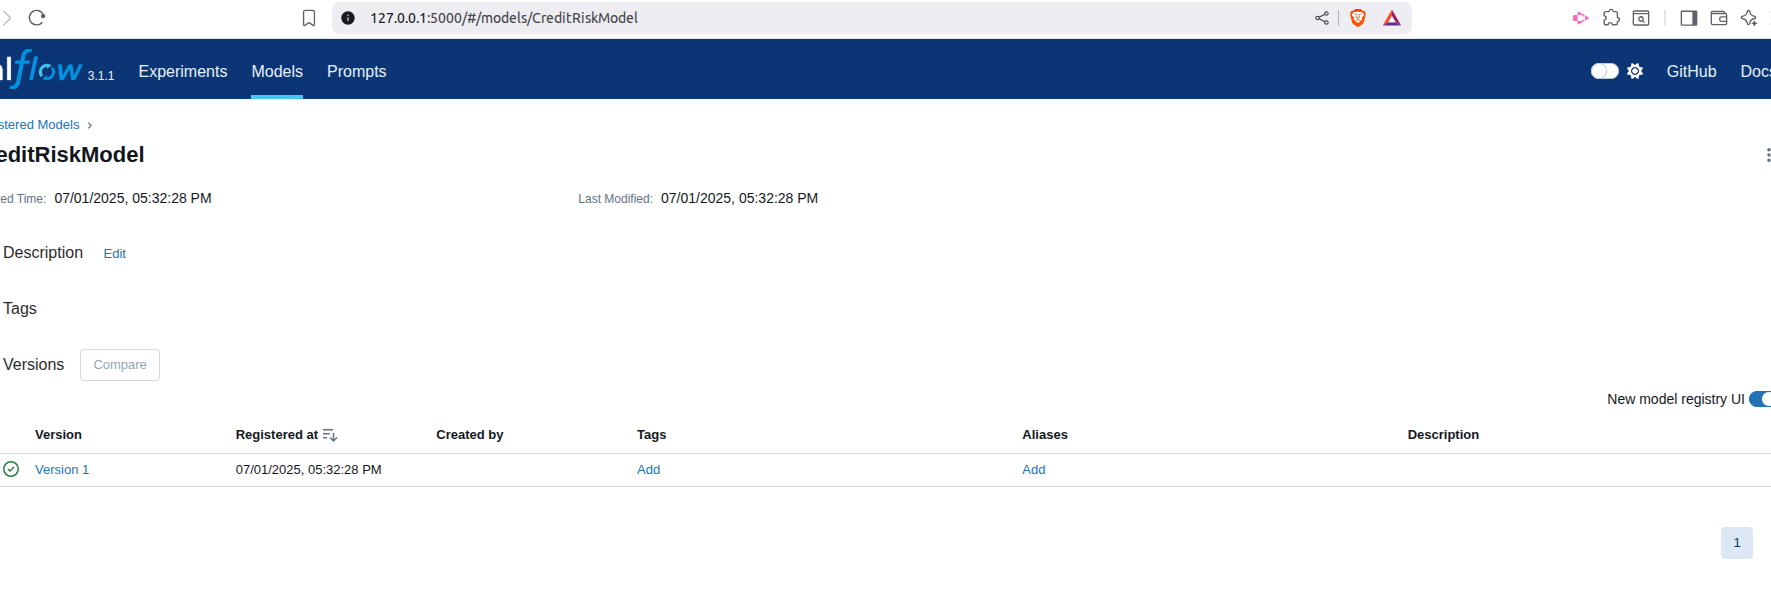 127.0.0.1:5000/#/models/CreditRiskModel
lflow 3.1.1 Experiments Models Prompts GitHub Docs
stered Models ›
editRiskModel
ed Time: 07/01/2025, 05:32:28 PM Last Modified: 07/01/2025, 05:32:28 PM
Description Edit
Tags
Versions Compare
New model registry UI
Version Registered at Created by Tags Aliases Description
Version 1 07/01/2025, 05:32:28 PM Add Add
1